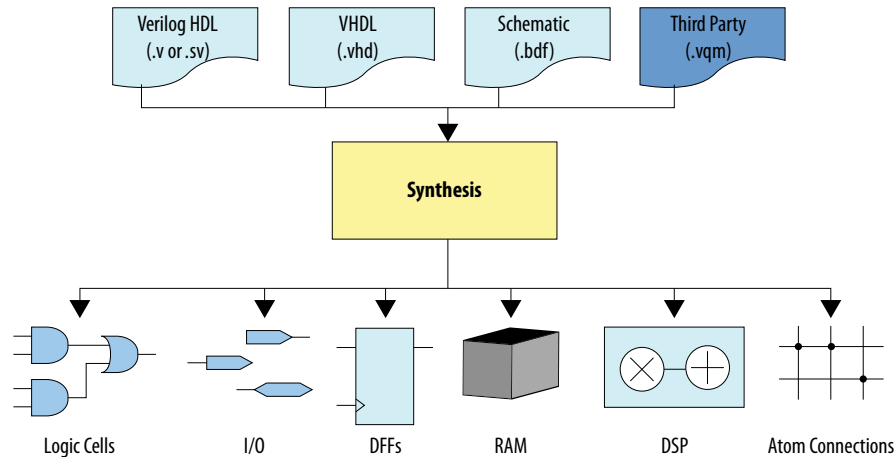 Verilog HDL
(.v or .sv)
VHDL
(.vhd)
Schematic
(.bdf)
Third Party
(.vqm)
Synthesis
Logic Cells
I/O
DFFs
RAM
DSP
Atom Connections